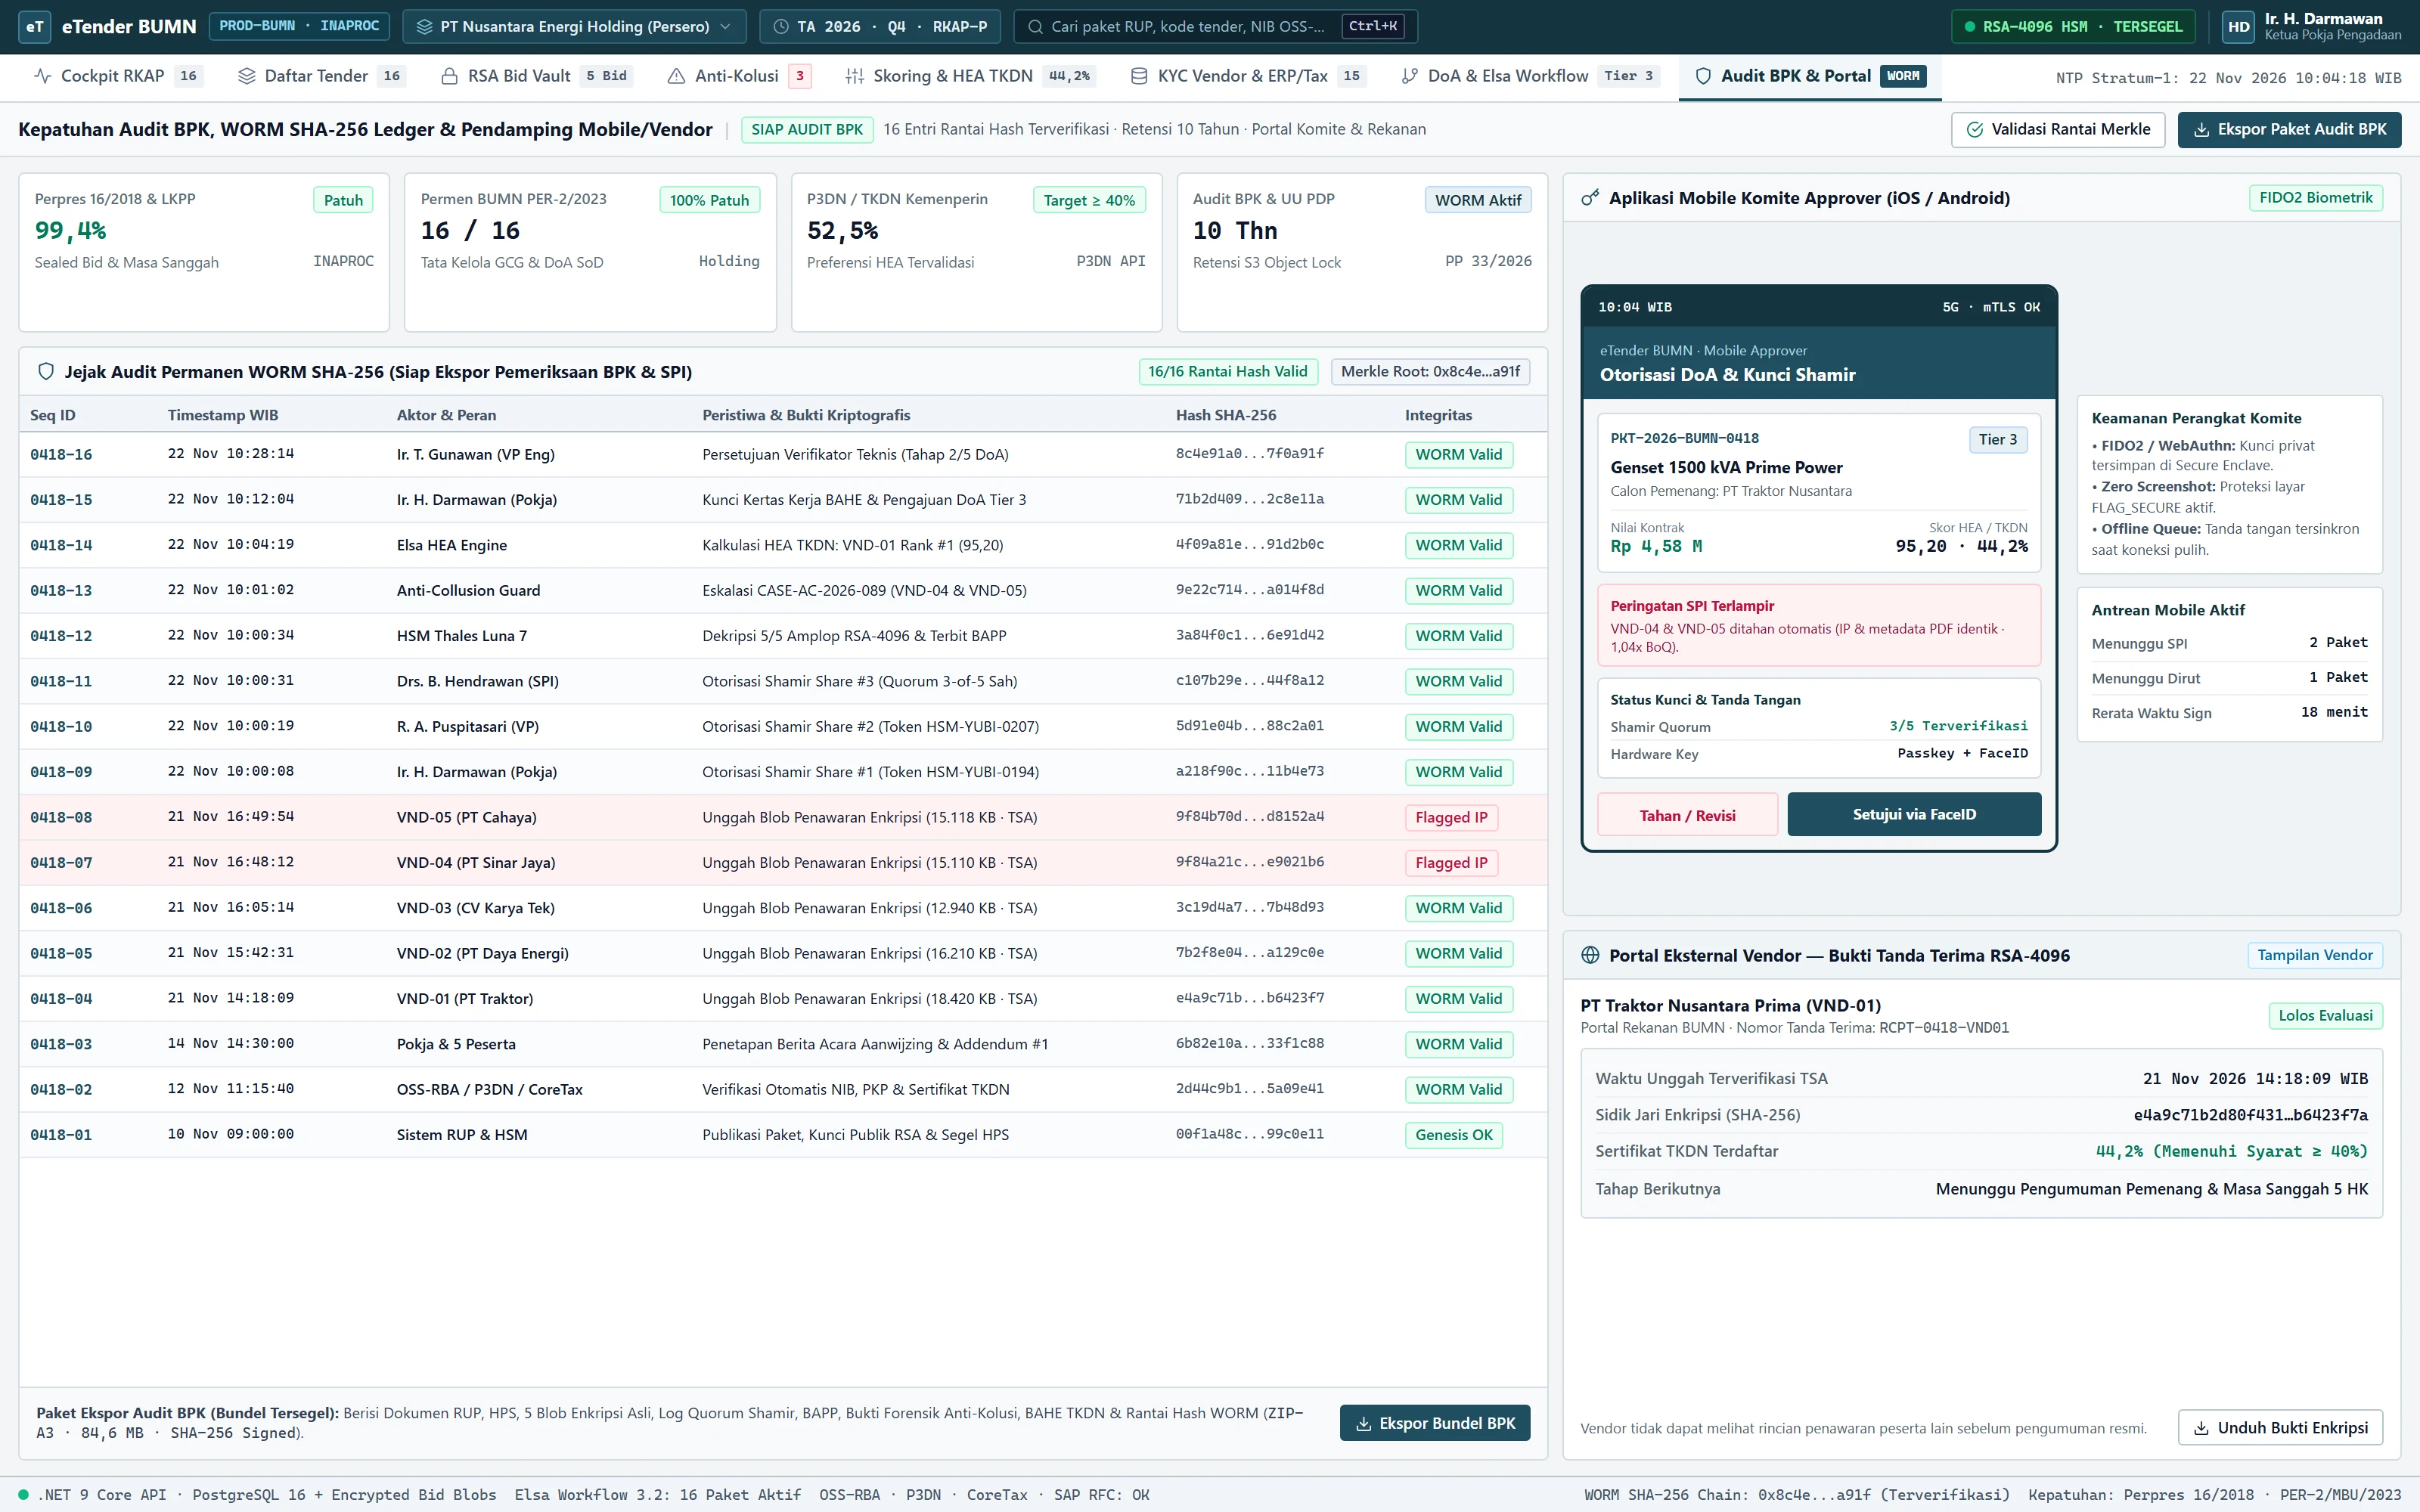 eT eTender BUMN PROD-BUMN · INAPROC PT Nusantara Energi Holding (Persero) TA 2026 · Q4 · RKAP-P Cari paket RUP, kode tender, NIB OSS-... Ctrl+K RSA-4096 HSM · TERSEGEL HD Ir. H. Darmawan
Ketua Pokja Pengadaan
Cockpit RKAP 16 Daftar Tender 16 RSA Bid Vault 5 Bid Anti-Kolusi 3 Skoring & HEA TKDN 44,2% KYC Vendor & ERP/Tax 15 DoA & Elsa Workflow Tier 3 Audit BPK & Portal WORM NTP Stratum-1: 22 Nov 2026 10:04:18 WIB
Kepatuhan Audit BPK, WORM SHA-256 Ledger & Pendamping Mobile/Vendor | SIAP AUDIT BPK 16 Entri Rantai Hash Terverifikasi · Retensi 10 Tahun · Portal Komite & Rekanan Validasi Rantai Merkle Ekspor Paket Audit BPK
Perpres 16/2018 & LKPP Patuh
99,4%
Sealed Bid & Masa Sanggah INAPROC
Permen BUMN PER-2/2023 100% Patuh
16 / 16
Tata Kelola GCG & DoA SoD Holding
P3DN / TKDN Kemenperin Target ≥ 40%
52,5%
Preferensi HEA Tervalidasi P3DN API
Audit BPK & UU PDP WORM Aktif
10 Thn
Retensi S3 Object Lock PP 33/2026
Jejak Audit Permanen WORM SHA-256 (Siap Ekspor Pemeriksaan BPK & SPI) 16/16 Rantai Hash Valid Merkle Root: 0x8c4e...a91f
Seq ID Timestamp WIB Aktor & Peran Peristiwa & Bukti Kriptografis Hash SHA-256 Integritas
0418-16 22 Nov 10:28:14 Ir. T. Gunawan (VP Eng) Persetujuan Verifikator Teknis (Tahap 2/5 DoA) 8c4e91a0...7f0a91f WORM Valid
0418-15 22 Nov 10:12:04 Ir. H. Darmawan (Pokja) Kunci Kertas Kerja BAHE & Pengajuan DoA Tier 3 71b2d409...2c8e11a WORM Valid
0418-14 22 Nov 10:04:19 Elsa HEA Engine Kalkulasi HEA TKDN: VND-01 Rank #1 (95,20) 4f09a81e...91d2b0c WORM Valid
0418-13 22 Nov 10:01:02 Anti-Collusion Guard Eskalasi CASE-AC-2026-089 (VND-04 & VND-05) 9e22c714...a014f8d WORM Valid
0418-12 22 Nov 10:00:34 HSM Thales Luna 7 Dekripsi 5/5 Amplop RSA-4096 & Terbit BAPP 3a84f0c1...6e91d42 WORM Valid
0418-11 22 Nov 10:00:31 Drs. B. Hendrawan (SPI) Otorisasi Shamir Share #3 (Quorum 3-of-5 Sah) c107b29e...44f8a12 WORM Valid
0418-10 22 Nov 10:00:19 R. A. Puspitasari (VP) Otorisasi Shamir Share #2 (Token HSM-YUBI-0207) 5d91e04b...88c2a01 WORM Valid
0418-09 22 Nov 10:00:08 Ir. H. Darmawan (Pokja) Otorisasi Shamir Share #1 (Token HSM-YUBI-0194) a218f90c...11b4e73 WORM Valid
0418-08 21 Nov 16:49:54 VND-05 (PT Cahaya) Unggah Blob Penawaran Enkripsi (15.118 KB · TSA) 9f84b70d...d8152a4 Flagged IP
0418-07 21 Nov 16:48:12 VND-04 (PT Sinar Jaya) Unggah Blob Penawaran Enkripsi (15.110 KB · TSA) 9f84a21c...e9021b6 Flagged IP
0418-06 21 Nov 16:05:14 VND-03 (CV Karya Tek) Unggah Blob Penawaran Enkripsi (12.940 KB · TSA) 3c19d4a7...7b48d93 WORM Valid
0418-05 21 Nov 15:42:31 VND-02 (PT Daya Energi) Unggah Blob Penawaran Enkripsi (16.210 KB · TSA) 7b2f8e04...a129c0e WORM Valid
0418-04 21 Nov 14:18:09 VND-01 (PT Traktor) Unggah Blob Penawaran Enkripsi (18.420 KB · TSA) e4a9c71b...b6423f7 WORM Valid
0418-03 14 Nov 14:30:00 Pokja & 5 Peserta Penetapan Berita Acara Aanwijzing & Addendum #1 6b82e10a...33f1c88 WORM Valid
0418-02 12 Nov 11:15:40 OSS-RBA / P3DN / CoreTax Verifikasi Otomatis NIB, PKP & Sertifikat TKDN 2d44c9b1...5a09e41 WORM Valid
0418-01 10 Nov 09:00:00 Sistem RUP & HSM Publikasi Paket, Kunci Publik RSA & Segel HPS 00f1a48c...99c0e11 Genesis OK
Paket Ekspor Audit BPK (Bundel Tersegel): Berisi Dokumen RUP, HPS, 5 Blob Enkripsi Asli, Log Quorum Shamir, BAPP, Bukti Forensik Anti-Kolusi, BAHE TKDN & Rantai Hash WORM (ZIP-
A3 · 84,6 MB · SHA-256 Signed).
Ekspor Bundel BPK
Aplikasi Mobile Komite Approver (iOS / Android) FIDO2 Biometrik
10:04 WIB 5G · mTLS OK
eTender BUMN · Mobile Approver
Otorisasi DoA & Kunci Shamir
PKT-2026-BUMN-0418 Tier 3
Genset 1500 kVA Prime Power
Calon Pemenang: PT Traktor Nusantara
Nilai Kontrak Skor HEA / TKDN
Rp 4,58 M 95,20 · 44,2%
Peringatan SPI Terlampir
VND-04 & VND-05 ditahan otomatis (IP & metadata PDF identik ·
1,04x BoQ).
Status Kunci & Tanda Tangan
Shamir Quorum 3/5 Terverifikasi
Hardware Key Passkey + FaceID
Tahan / Revisi Setujui via FaceID
Keamanan Perangkat Komite
• FIDO2 / WebAuthn: Kunci privat
tersimpan di Secure Enclave.
• Zero Screenshot: Proteksi layar
FLAG_SECURE aktif.
• Offline Queue: Tanda tangan tersinkron
saat koneksi pulih.
Antrean Mobile Aktif
Menunggu SPI 2 Paket
Menunggu Dirut 1 Paket
Rerata Waktu Sign 18 menit
Portal Eksternal Vendor — Bukti Tanda Terima RSA-4096 Tampilan Vendor
PT Traktor Nusantara Prima (VND-01)
Portal Rekanan BUMN · Nomor Tanda Terima: RCPT-0418-VND01
Lolos Evaluasi
Waktu Unggah Terverifikasi TSA 21 Nov 2026 14:18:09 WIB
Sidik Jari Enkripsi (SHA-256) e4a9c71b2d80f431…b6423f7a
Sertifikat TKDN Terdaftar 44,2% (Memenuhi Syarat ≥ 40%)
Tahap Berikutnya Menunggu Pengumuman Pemenang & Masa Sanggah 5 HK
Vendor tidak dapat melihat rincian penawaran peserta lain sebelum pengumuman resmi. Unduh Bukti Enkripsi
.NET 9 Core API · PostgreSQL 16 + Encrypted Bid Blobs Elsa Workflow 3.2: 16 Paket Aktif OSS-RBA · P3DN · CoreTax · SAP RFC: OK WORM SHA-256 Chain: 0x8c4e...a91f (Terverifikasi) Kepatuhan: Perpres 16/2018 · PER-2/MBU/2023